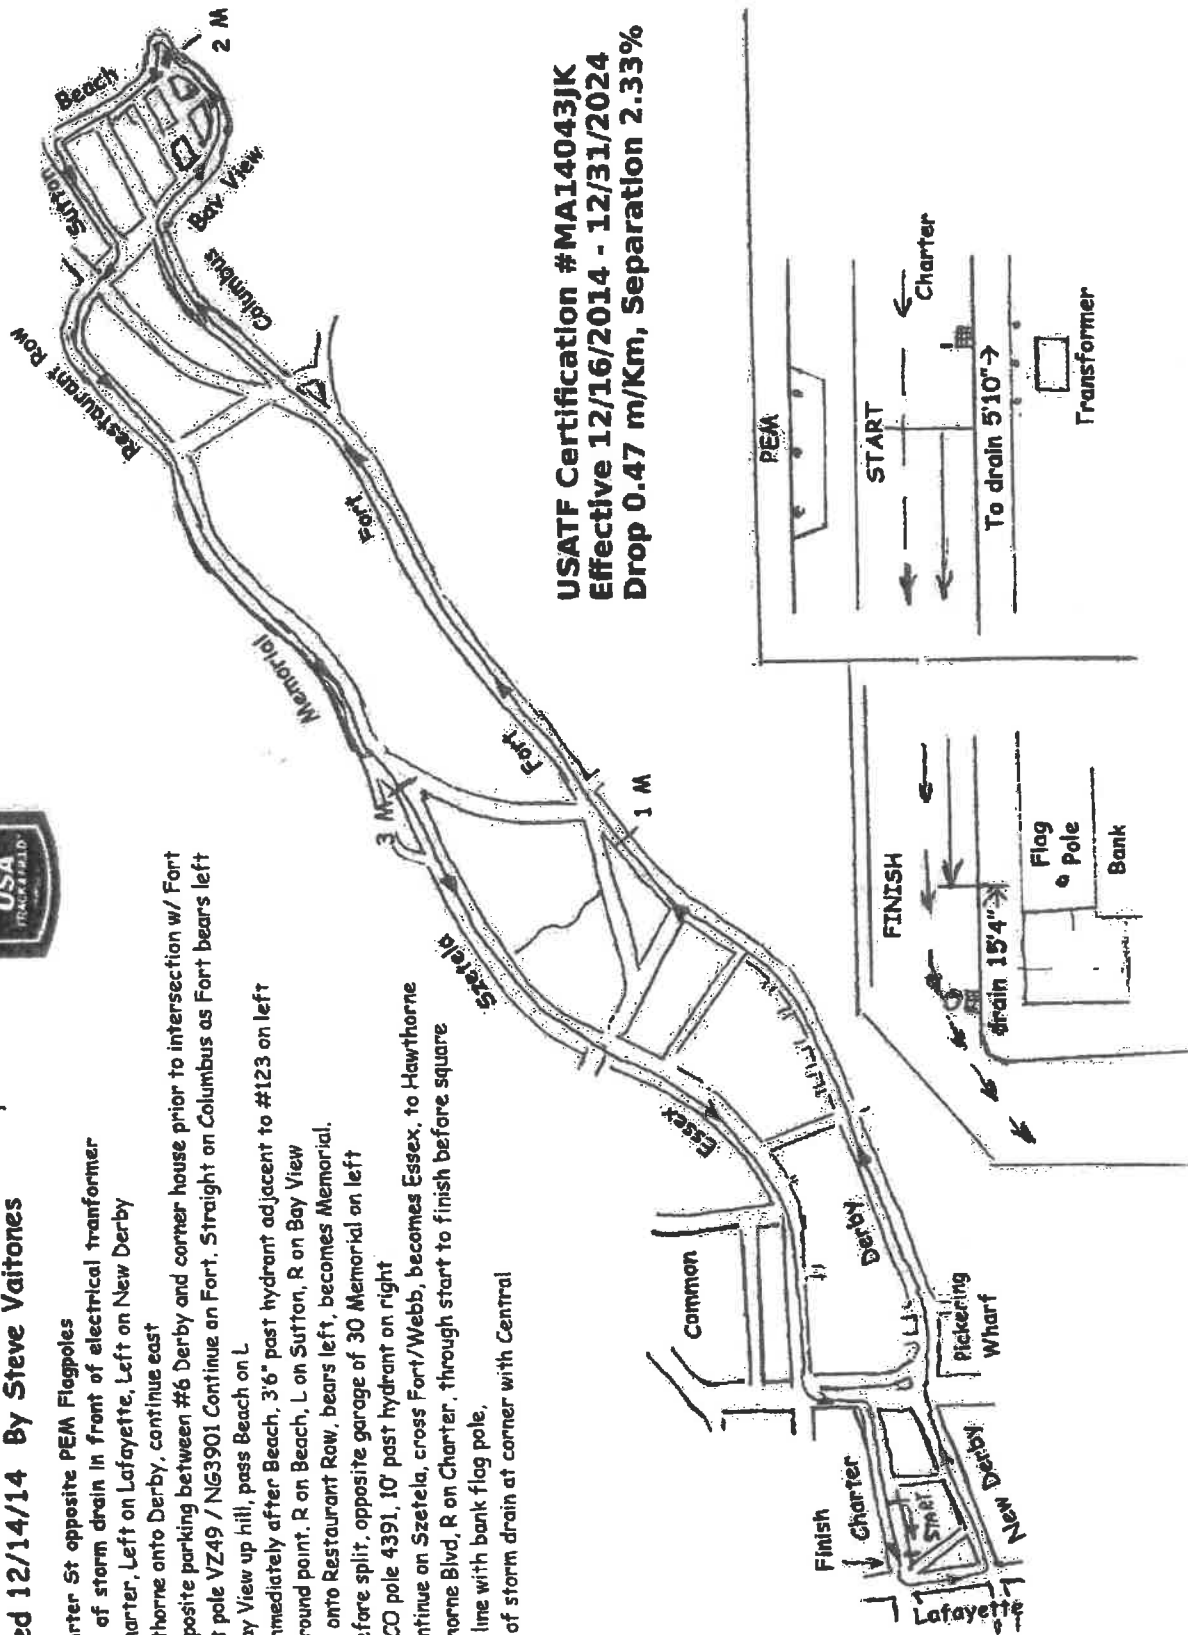 ed 12/14/14 By Steve Vaitones
rter St opposite PEM Flagpoles
of storm drain in front of electrical tranformer
arter, Left on Lafayette, Left on New Derby
thorne onto Derby, continue east
posite parking between #6 Derby and corner house prior to intersection w/ Fort
t pole VZ49 / NG3901 Continue on Fort. Straight on Columbus as Fort bears left
ay View up hill, pass Beach on L
mmediately after Beach, 3'6" past hydrant adjacent to #123 on left
round point. R on Beach, L on Sutton, R on Bay View
onto Restaurant Row, bears left, becomes Memorial.
efore split, opposite garage of 30 Memorial on left
CO pole 4391, 10' past hydrant on right
ntinue on Szetela, cross Fort/Webb, becomes Essex, to Hawthorne
horne Blvd, R on Charter, through start to finish before square
line with bank flag pole,
of storm drain at corner with Central
USA
TRACK & FIELD
USATF Certification #MA14043JK
Effective 12/16/2014 - 12/31/2024
Drop 0.47 m/Km, Separation 2.33%
Beach
2 M
Sutton
Bay View
Restaurant Row
Columbus
Fort
Memorial
Fort
1 M
3 M
Szetela
Essex
Derby
Common
Pickering
Wharf
Finish
Charter
START
New Derby
Lafayette
FINISH
drain 15'4"→
Flag
Pole
Bank
PEM
START
Charter
To drain 5'10"→
Transformer